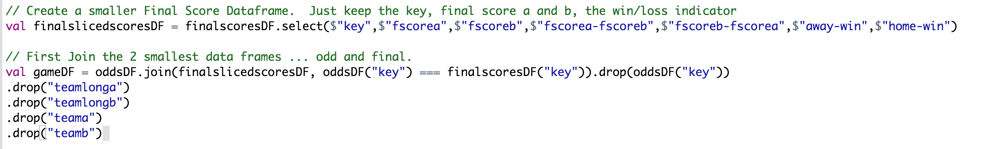 // Create a smaller Final Score Dataframe.  Just keep the key, final score a and b, the win/loss indicator
val finalslicedscoresDF = finalscoresDF.select($"key",$"fscorea",$"fscoreb",$"fscorea-fscoreb",$"fscoreb-fscorea",$"away-win",$"home-win")
// First Join the 2 smallest data frames ... odd and final.
val gameDF = oddsDF.join(finalslicedscoresDF, oddsDF("key") === finalscoresDF("key")).drop(oddsDF("key"))
.drop("teamlonga")
.drop("teamlongb")
.drop("teama")
.drop("teamb")